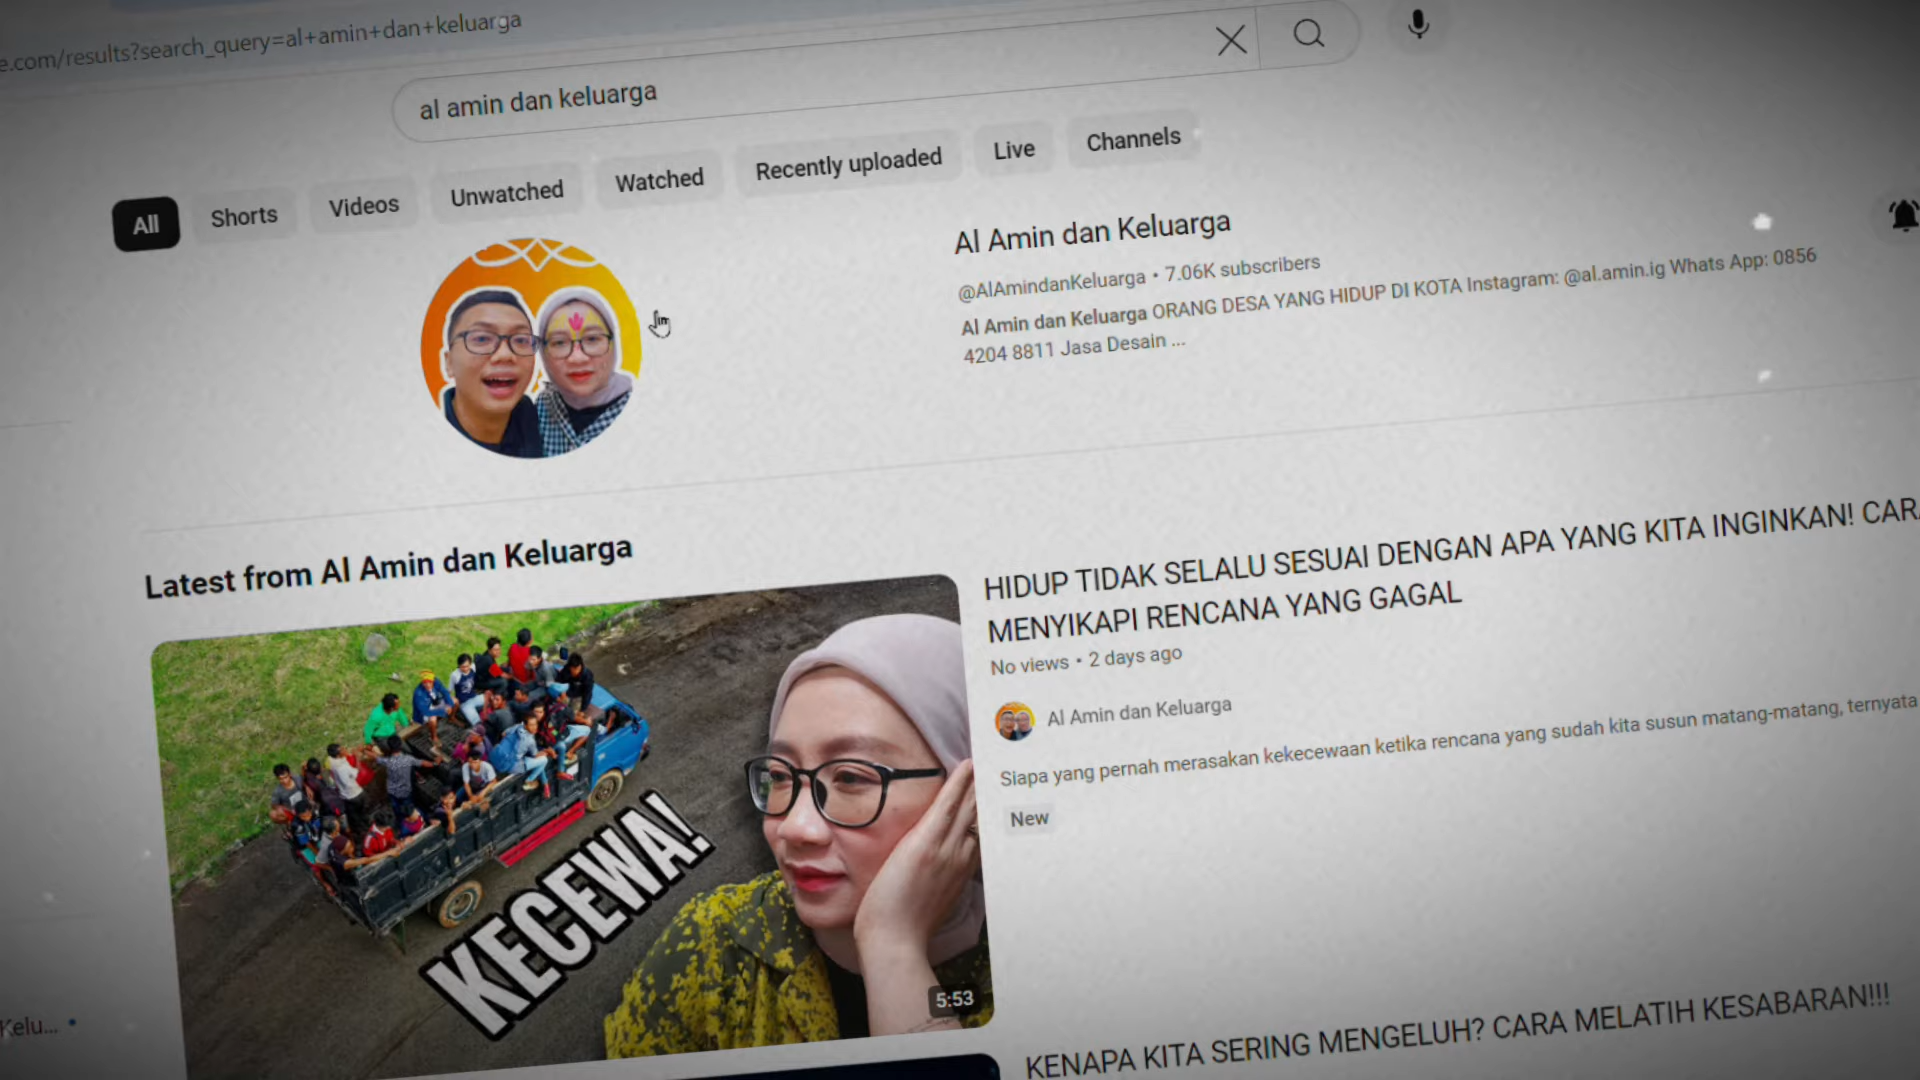 e.com/results?search_query=al+amin+dan+keluarga
al amin dan keluarga
All
Shorts
Videos
Unwatched
Watched
Recently uploaded
Live
Channels
Al Amin dan Keluarga
@AlAmindanKeluarga • 7.06K subscribers
Al Amin dan Keluarga ORANG DESA YANG HIDUP DI KOTA Instagram: @al.amin.ig Whats App: 0856
4204 8811 Jasa Desain ...
Latest from Al Amin dan Keluarga
KECEWA!
5:53
HIDUP TIDAK SELALU SESUAI DENGAN APA YANG KITA INGINKAN! CARA
MENYIKAPI RENCANA YANG GAGAL
No views • 2 days ago
Al Amin dan Keluarga
Siapa yang pernah merasakan kekecewaan ketika rencana yang sudah kita susun matang-matang, ternyata
New
Kelu... •
KENAPA KITA SERING MENGELUH? CARA MELATIH KESABARAN!!!